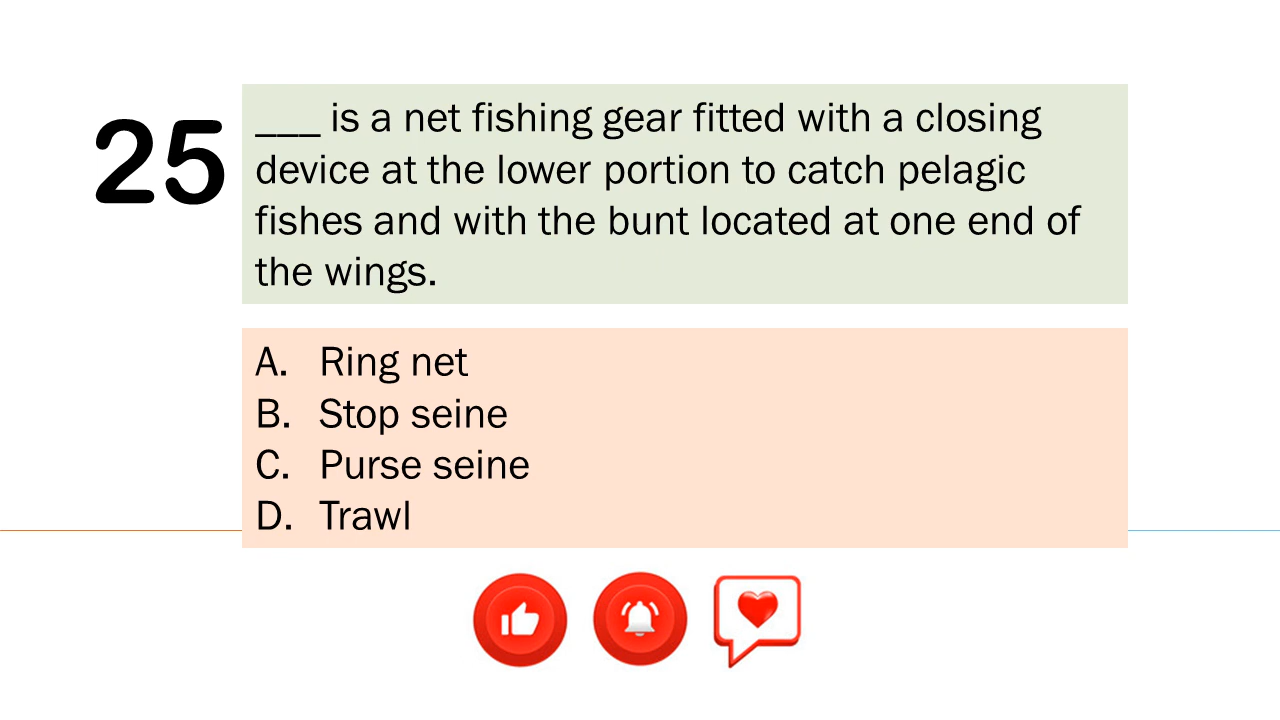 25
___ is a net fishing gear fitted with a closing
device at the lower portion to catch pelagic
fishes and with the bunt located at one end of
the wings.
A. Ring net
B. Stop seine
C. Purse seine
D. Trawl